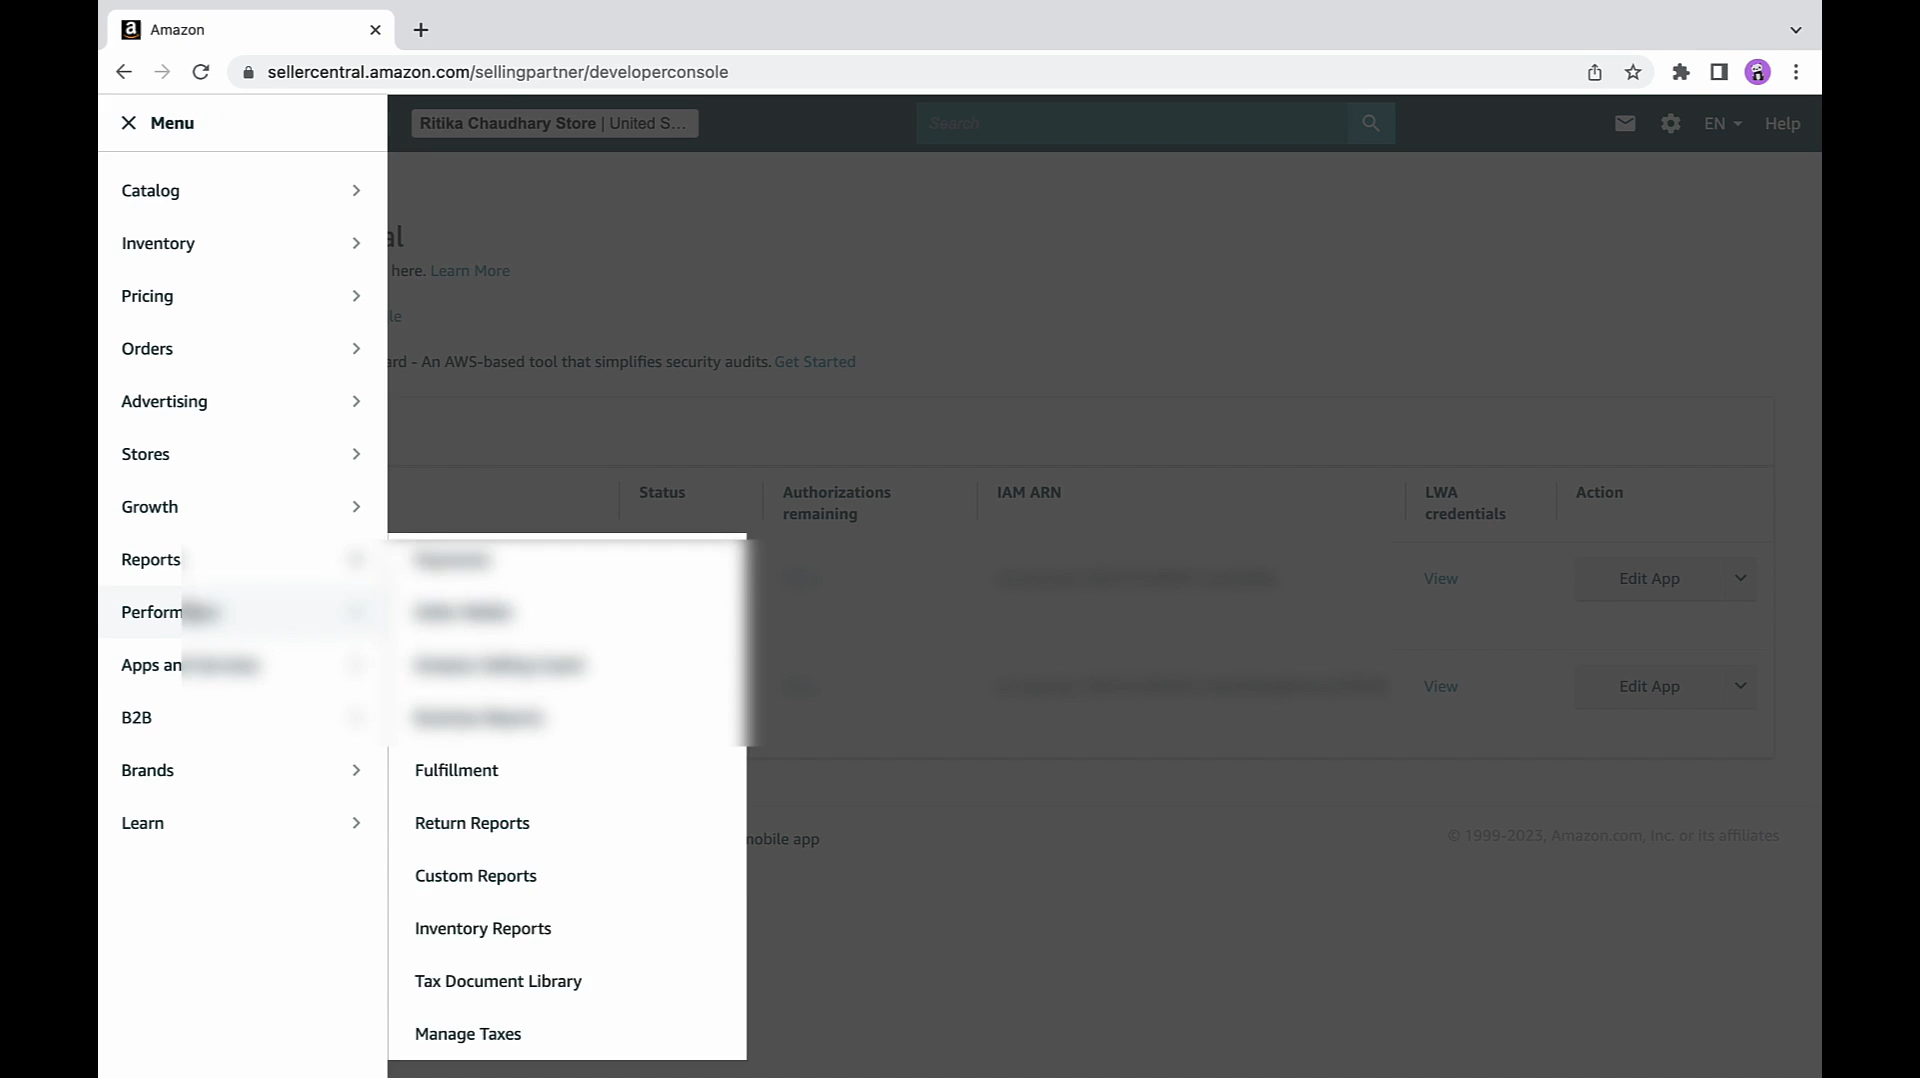 Amazon
sellercentral.amazon.com/sellingpartner/developerconsole
Menu
Ritika Chaudhary Store | United S...
Search
EN
Help
Catalog
Inventory
al
here. Learn More
Pricing
le
Orders
ard - An AWS-based tool that simplifies security audits. Get Started
Advertising
Stores
Growth
Status
Authorizations remaining
IAM ARN
LWA credentials
Action
Reports
View
Edit App
Perform
Apps an
View
Edit App
B2B
Brands
Fulfillment
Learn
Return Reports
mobile app
© 1999-2023, Amazon.com, Inc. or its affiliates
Custom Reports
Inventory Reports
Tax Document Library
Manage Taxes